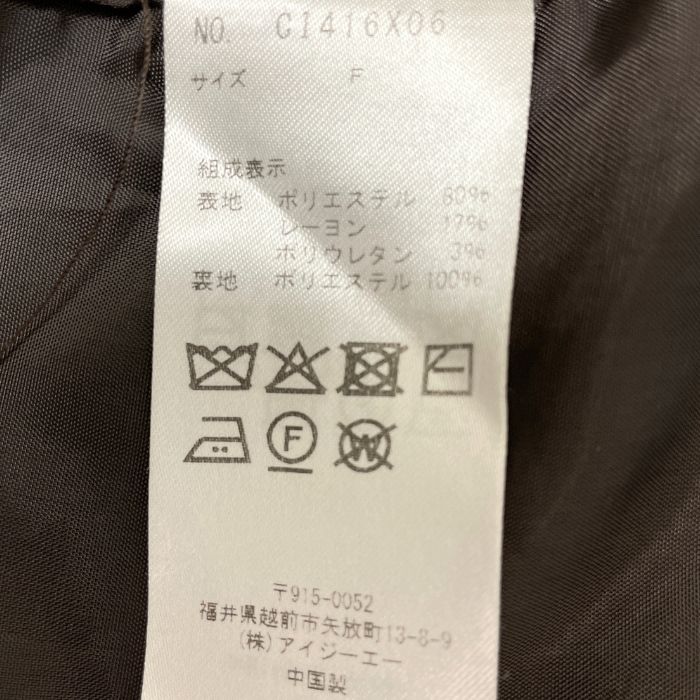 NO. C1416X06
サイズ F
組成表示
表地 ポリエステル 80%
レーヨン 17%
ポリウレタン 3%
裏地 ポリエステル 100%
F W
〒915-0052
福井県越前市矢放町13-8-9
(株)アイジーエー
中国製